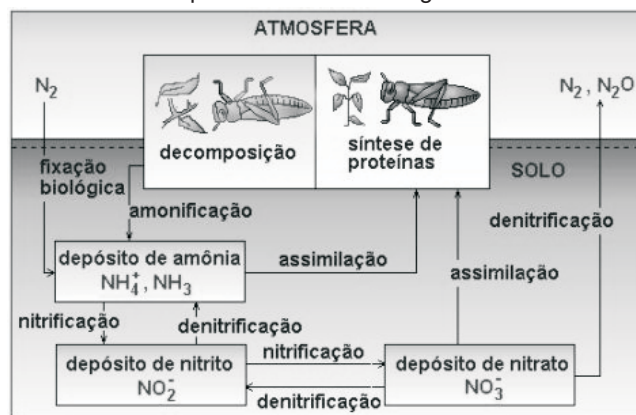 ATMOSFERA
N₂
N₂, N₂O
decomposição
síntese de
proteínas
SOLO
fixação
biológica
amonificação
denitrificação
depósito de amônia
NH₄⁺, NH₃
assimilação
assimilação
nitrificação
denitrificação
nitrificação
depósito de nitrito
NO₂⁻
depósito de nitrato
NO₃⁻
denitrificação